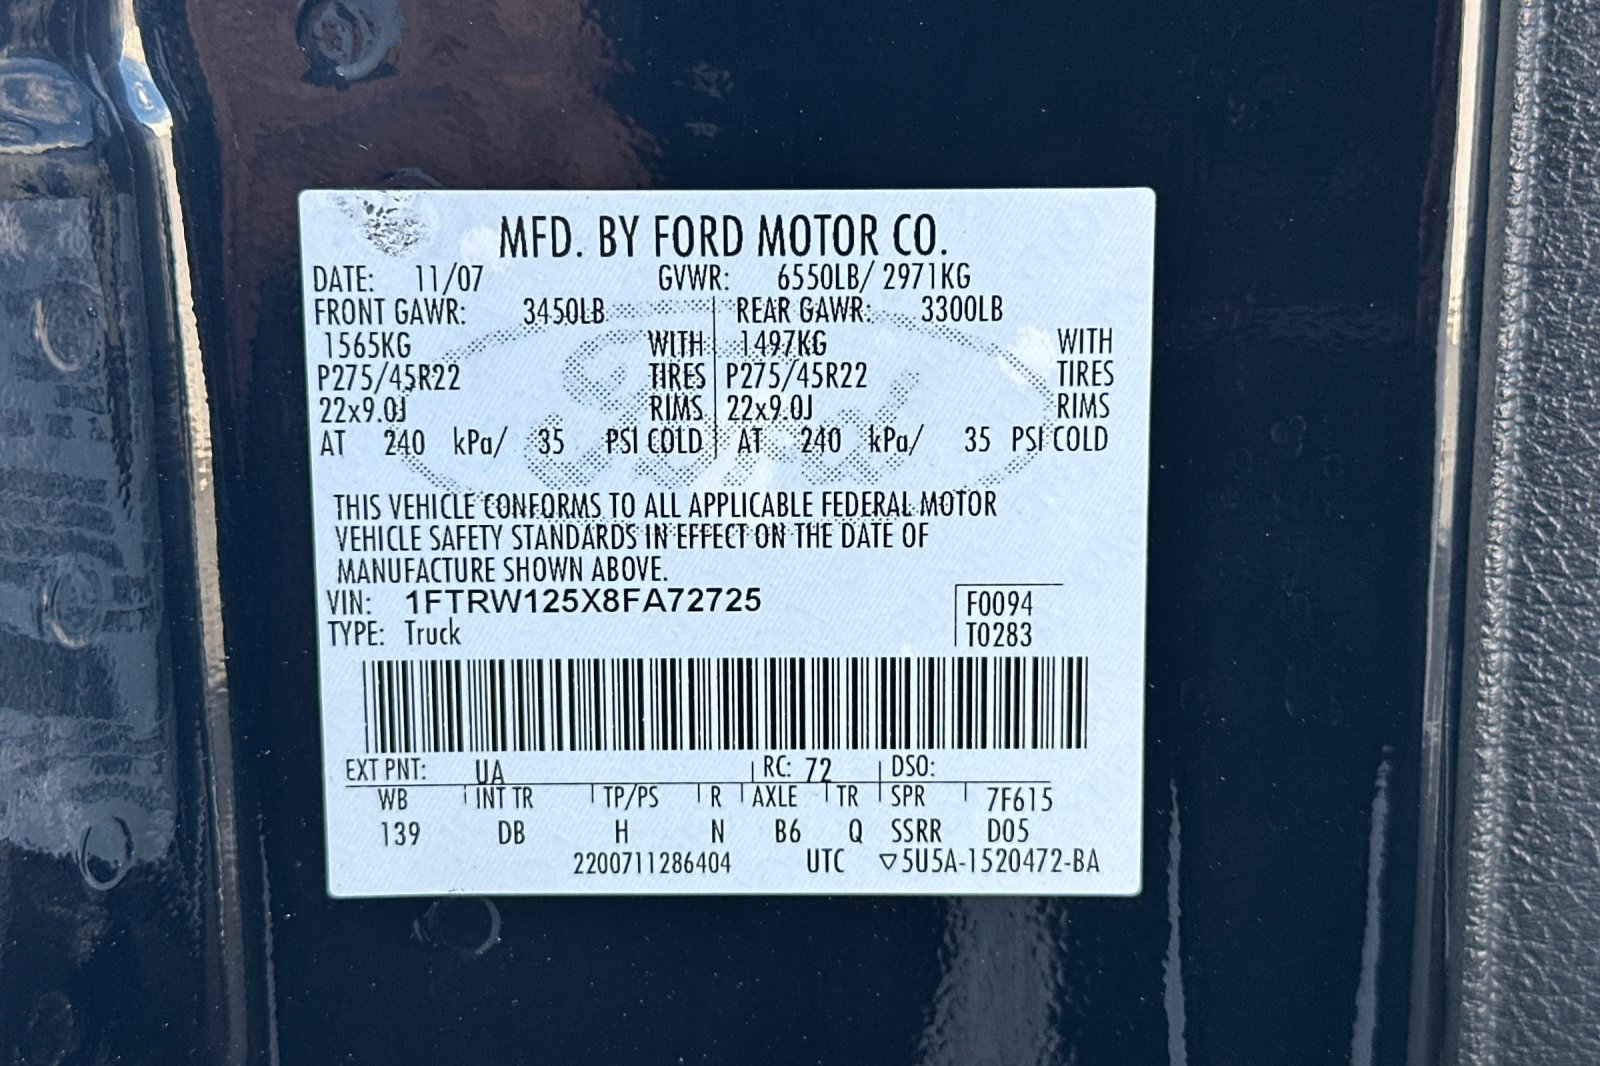 MFD. BY FORD MOTOR CO.
DATE: 11/07 GVWR: 6550LB/ 2971KG
FRONT GAWR: 3450LB REAR GAWR: 3300LB
1565KG WITH 1497KG WITH
P275/45R22 TIRES P275/45R22 TIRES
22x9.0J RIMS 22x9.0J RIMS
AT 240 kPa/ 35 PSI COLD AT 240 kPa/ 35 PSI COLD
Ford
THIS VEHICLE CONFORMS TO ALL APPLICABLE FEDERAL MOTOR
VEHICLE SAFETY STANDARDS IN EFFECT ON THE DATE OF
MANUFACTURE SHOWN ABOVE.
VIN: 1FTRW125X8FA72725 F0094
TYPE: Truck T0283
EXT PNT: UA RC: 72 DSO:
WB INT TR TP/PS R AXLE TR SPR 7F615
139 DB H N B6 Q SSRR D05
2200711286404 UTC ▽5U5A-1520472-BA